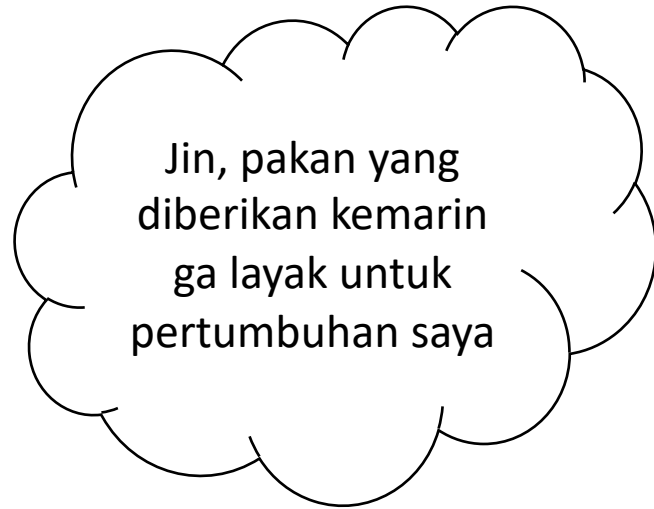 Jin, pakan yang
diberikan kemarin
ga layak untuk
pertumbuhan saya